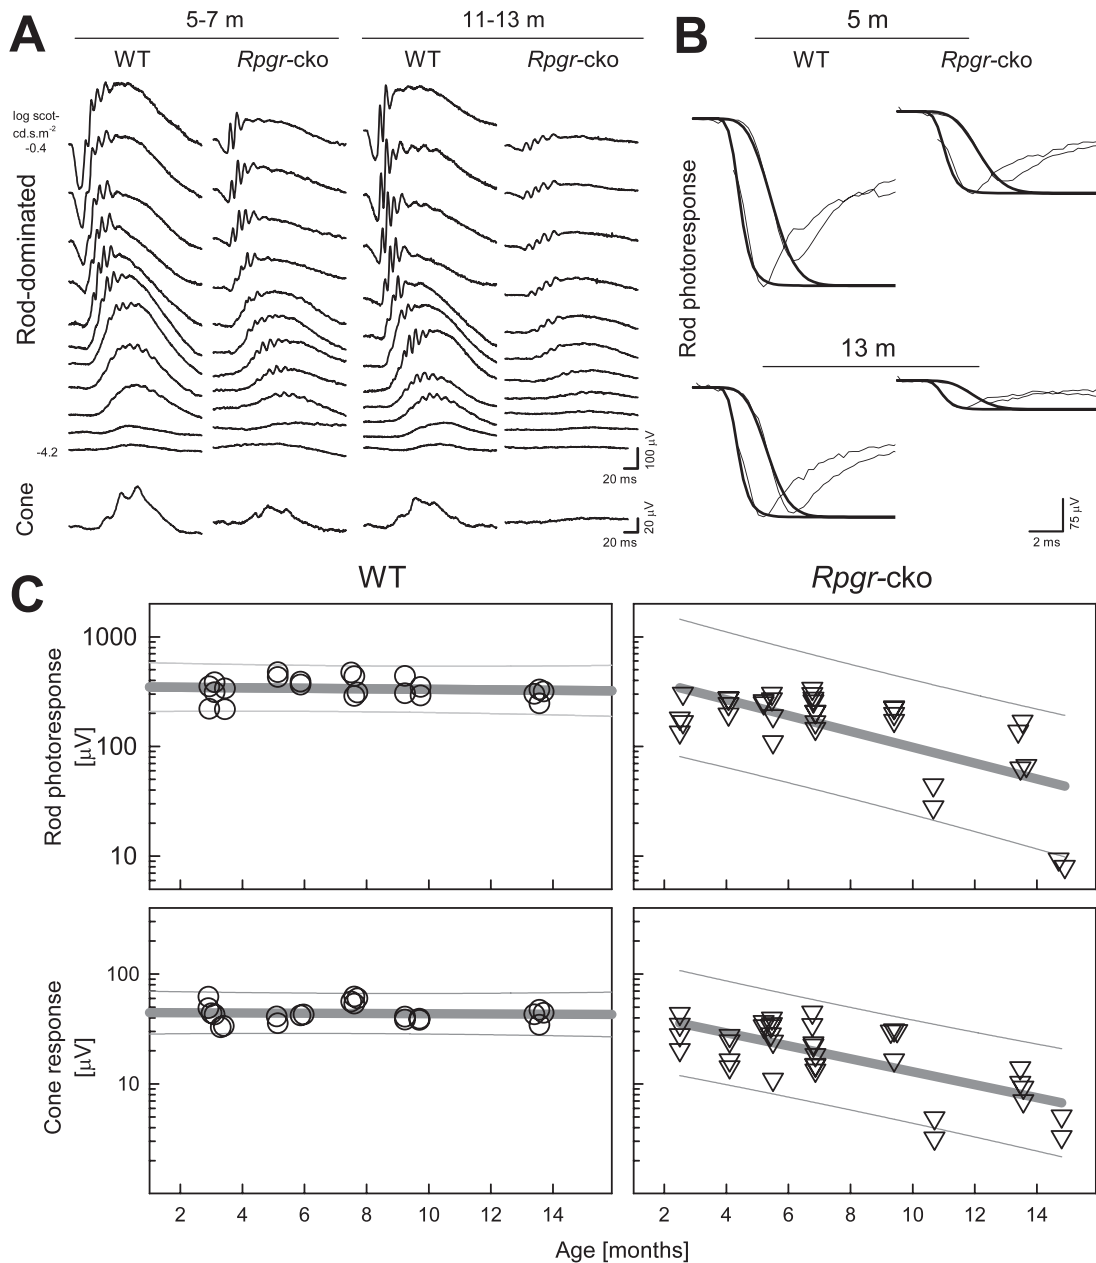 A
5-7 m
11-13 m
WT
Rpgr-cko
WT
Rpgr-cko
log scot-
cd.s.m-2
-0.4
Rod-dominated
-4.2
100 µV
20 ms
Cone
20 µV
20 ms
B
5 m
WT
Rpgr-cko
Rod photoresponse
13 m
75 µV
2 ms
C
WT
Rpgr-cko
Rod photoresponse
[µV]
1000
100
10
Cone response
[µV]
100
10
2 4 6 8 10 12 14
2 4 6 8 10 12 14
Age [months]